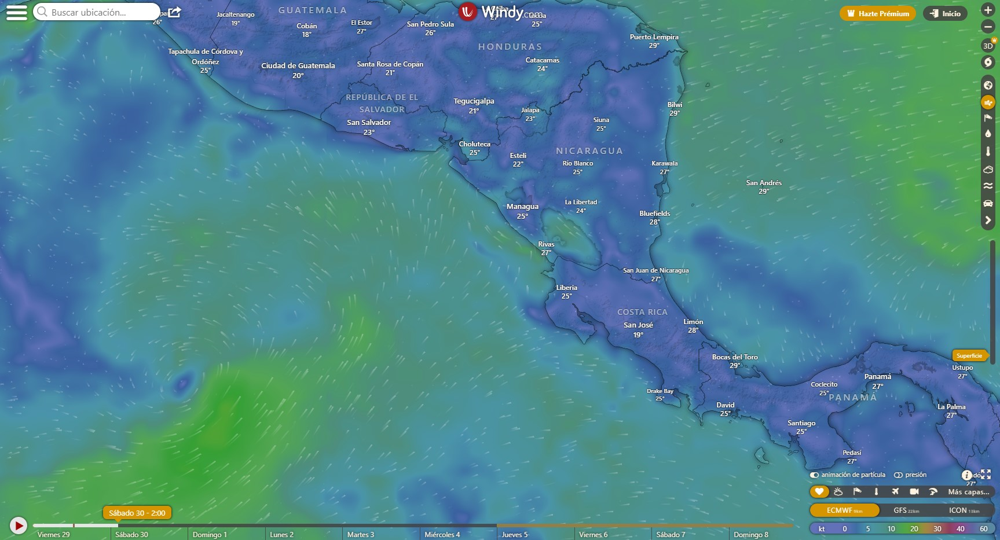 Buscar ubicación...
26°
Jacaltenango
19°
GUATEMALA
Cobán
18°
El Estor
27°
San Pedro Sula
26°
Windy.com
25°
Hazte Prémium
Inicio
3D
HONDURAS
Puerto Lempira
29°
Tapachula de Córdova y
Ordóñez
25°
Ciudad de Guatemala
20°
Santa Rosa de Copán
21°
Catacamas
24°
REPÚBLICA DE EL
SALVADOR
San Salvador
23°
Tegucigalpa
21°
Jalapa
23°
Siuna
25°
Bilwi
29°
Choluteca
25°
Estelí
22°
NICARAGUA
Río Blanco
25°
Karawala
27°
San Andrés
29°
Managua
25°
La Libertad
24°
Bluefields
28°
Rivas
27°
San Juan de Nicaragua
27°
Liberia
25°
COSTA RICA
San José
19°
Limón
28°
Bocas del Toro
29°
Superficie
Ustupo
27°
Coclecito
25°
Panamá
27°
PANAMÁ
Drake Bay
25°
David
25°
La Palma
27°
Santiago
25°
Pedasí
27°
animación de partícula
presión
27°
Más capas...
ECMWF 9km
GFS 22km
ICON 13km
kt 0 5 10 20 30 40 60
Sábado 30 - 2:00
Viernes 29
Sábado 30
Domingo 1
Lunes 2
Martes 3
Miércoles 4
Jueves 5
Viernes 6
Sábado 7
Domingo 8